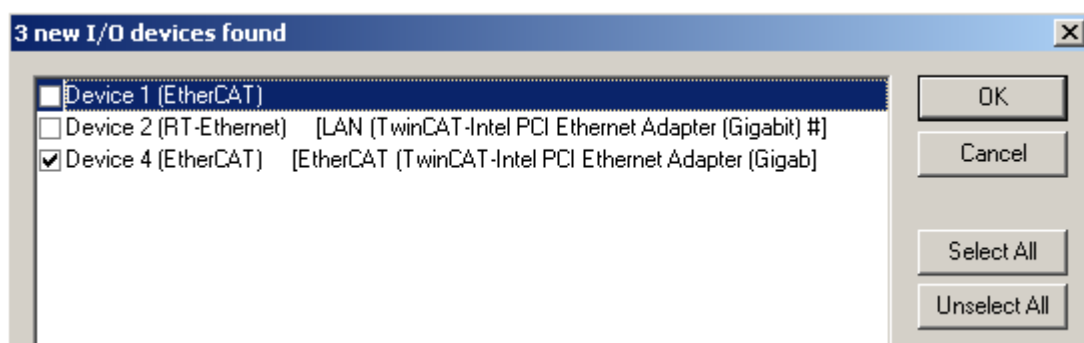 3 new I/O devices found
Device 1 (EtherCAT)
Device 2 (RT-Ethernet) [LAN (TwinCAT-Intel PCI Ethernet Adapter (Gigabit) #]
Device 4 (EtherCAT) [EtherCAT (TwinCAT-Intel PCI Ethernet Adapter (Gigab]
OK
Cancel
Select All
Unselect All